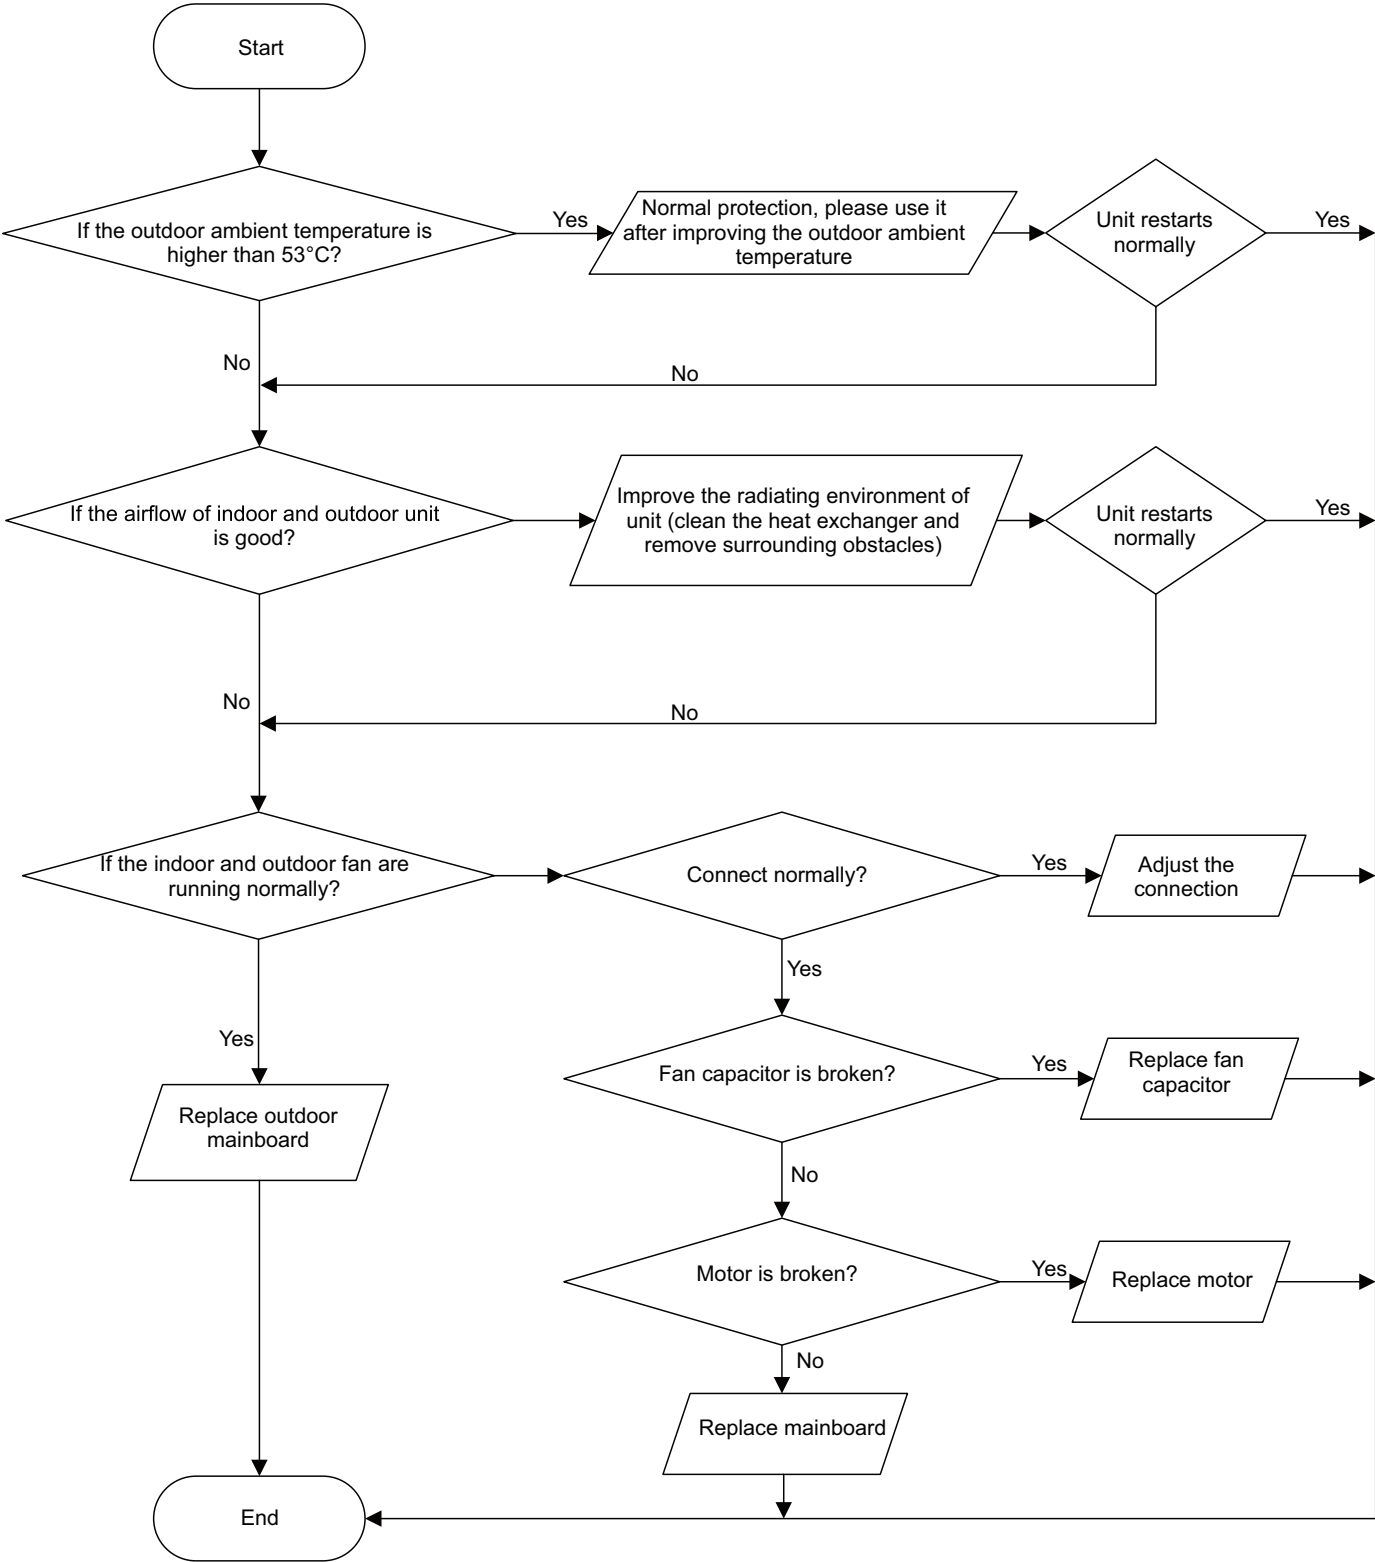 Start
If the outdoor ambient temperature is
higher than 53°C?
Yes
Normal protection, please use it
after improving the outdoor ambient
temperature
Unit restarts
normally
Yes
No
No
If the airflow of indoor and outdoor unit
is good?
Improve the radiating environment of
unit (clean the heat exchanger and
remove surrounding obstacles)
Unit restarts
normally
Yes
No
No
If the indoor and outdoor fan are
running normally?
Connect normally?
Yes
Adjust the
connection
Yes
Yes
Fan capacitor is broken?
Yes
Replace fan
capacitor
Replace outdoor
mainboard
No
Motor is broken?
Yes
Replace motor
No
Replace mainboard
End